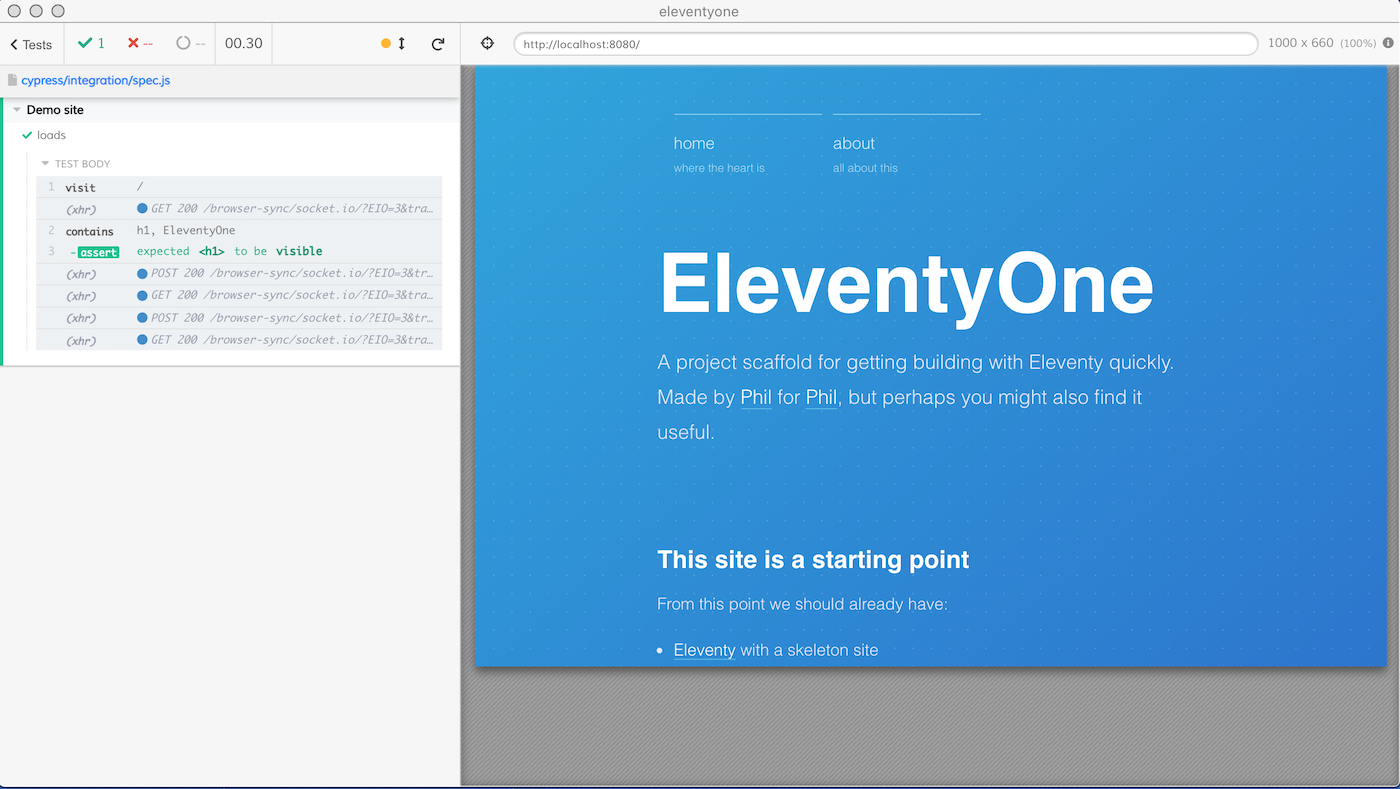 eleventyone
Tests 1 -- -- 00.30
http://localhost:8080/ 1000 x 660 (100%)
cypress/integration/spec.js
Demo site
loads
TEST BODY
1 visit /
(xhr) GET 200 /browser-sync/socket.io/?EIO=3&tra…
2 contains h1, EleventyOne
3 -assert expected <h1> to be visible
(xhr) POST 200 /browser-sync/socket.io/?EIO=3&tr…
(xhr) GET 200 /browser-sync/socket.io/?EIO=3&tra…
(xhr) POST 200 /browser-sync/socket.io/?EIO=3&tr…
(xhr) GET 200 /browser-sync/socket.io/?EIO=3&tra…
home about
where the heart is all about this
EleventyOne
A project scaffold for getting building with Eleventy quickly.
Made by Phil for Phil, but perhaps you might also find it
useful.
This site is a starting point
From this point we should already have:
• Eleventy with a skeleton site